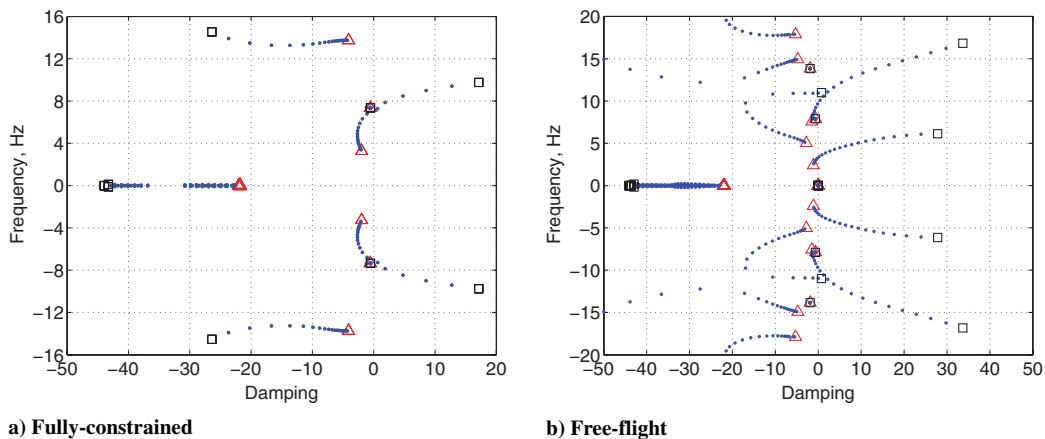 16
12
8
4
0
−4
−8
−12
−16
Frequency, Hz
−50 −40 −30 −20 −10 0 10 20
Damping
a) Fully-constrained
20
15
10
5
0
−5
−10
−15
−20
Frequency, Hz
−50 −40 −30 −20 −10 0 10 20 30 40 50
Damping
b) Free-flight